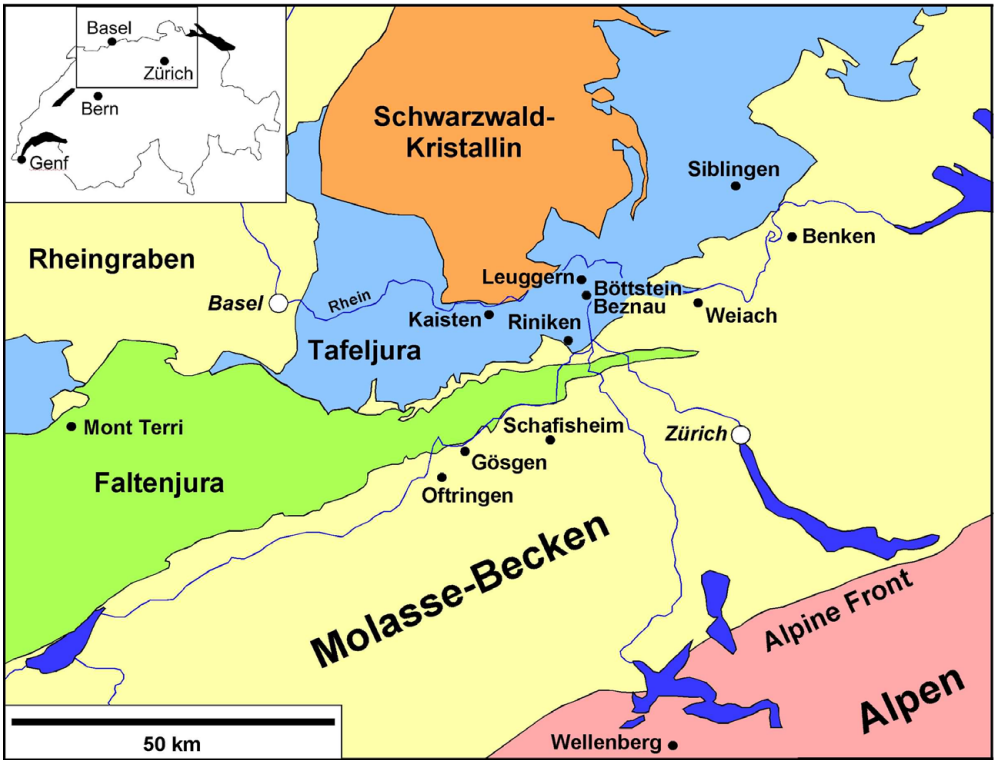 Basel
Zürich
Bern
Genf
Schwarzwald-
Kristallin
Siblingen
Rheingraben
Benken
Leuggern
Böttstein
Basel
Rhein
Beznau
Weiach
Kaisten
Riniken
Tafeljura
Mont Terri
Schafisheim
Zürich
Gösgen
Faltenjura
Oftringen
Molasse-Becken
Alpine Front
Alpen
50 km
Wellenberg